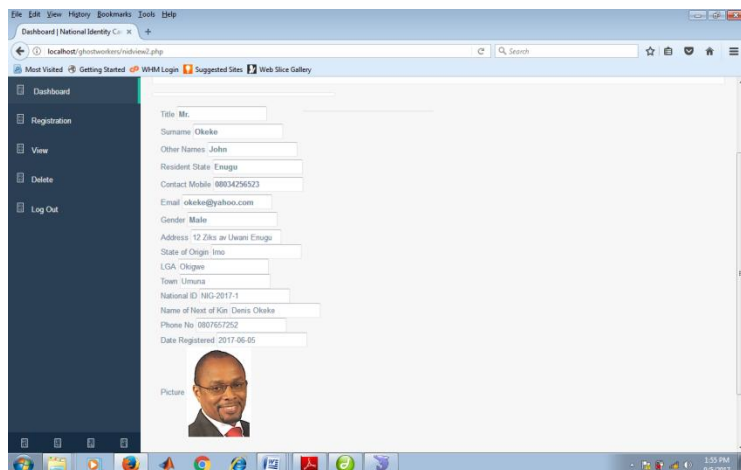 File Edit View History Bookmarks Tools Help
Dashboard | National Identity Ca
localhost/ghostworkers/nidview2.php Search
Most Visited Getting Started WHM Login Suggested Sites Web Slice Gallery
Dashboard
Registration
View
Delete
Log Out
Title Mr.
Surname Okeke
Other Names John
Resident State Enugu
Contact Mobile 08034256523
Email okeke@yahoo.com
Gender Male
Address 12 Ziks av Uwani Enugu
State of Origin Imo
LGA Okigwe
Town Umuna
National ID NIG-2017-1
Name of Next of Kin Denis Okeke
Phone No 0807657252
Date Registered 2017-06-05
Picture
1:55 PM